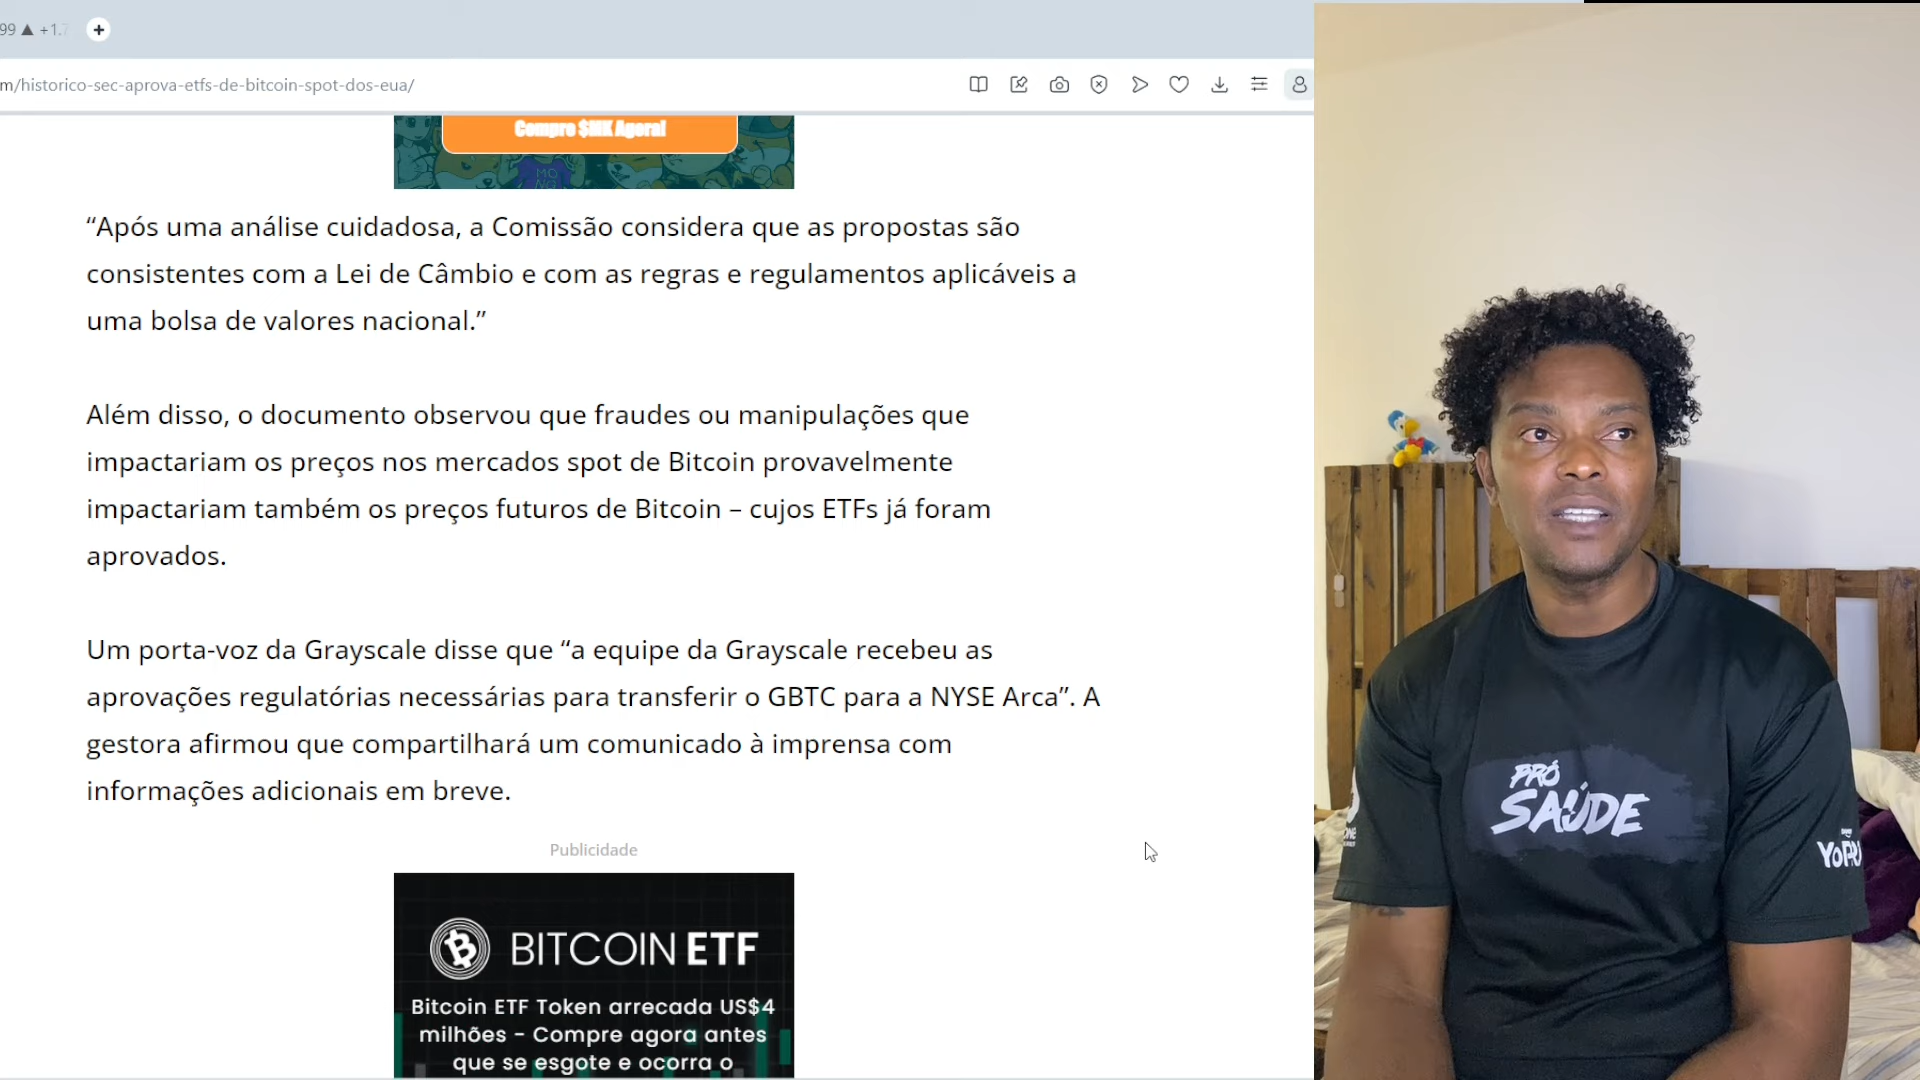 99 ▲ +1.
m/historico-sec-aprova-etfs-de-bitcoin-spot-dos-eua/
Compre $MK Agora!
MO
“Após uma análise cuidadosa, a Comissão considera que as propostas são
consistentes com a Lei de Câmbio e com as regras e regulamentos aplicáveis a
uma bolsa de valores nacional.”
Além disso, o documento observou que fraudes ou manipulações que
impactariam os preços nos mercados spot de Bitcoin provavelmente
impactariam também os preços futuros de Bitcoin – cujos ETFs já foram
aprovados.
Um porta-voz da Grayscale disse que “a equipe da Grayscale recebeu as
aprovações regulatórias necessárias para transferir o GBTC para a NYSE Arca”. A
gestora afirmou que compartilhará um comunicado à imprensa com
informações adicionais em breve.
Publicidade
BITCOIN ETF
Bitcoin ETF Token arrecada US$4
milhões - Compre agora antes
que se esgote e ocorra o
PRÓ
SAÚDE
YoPRO